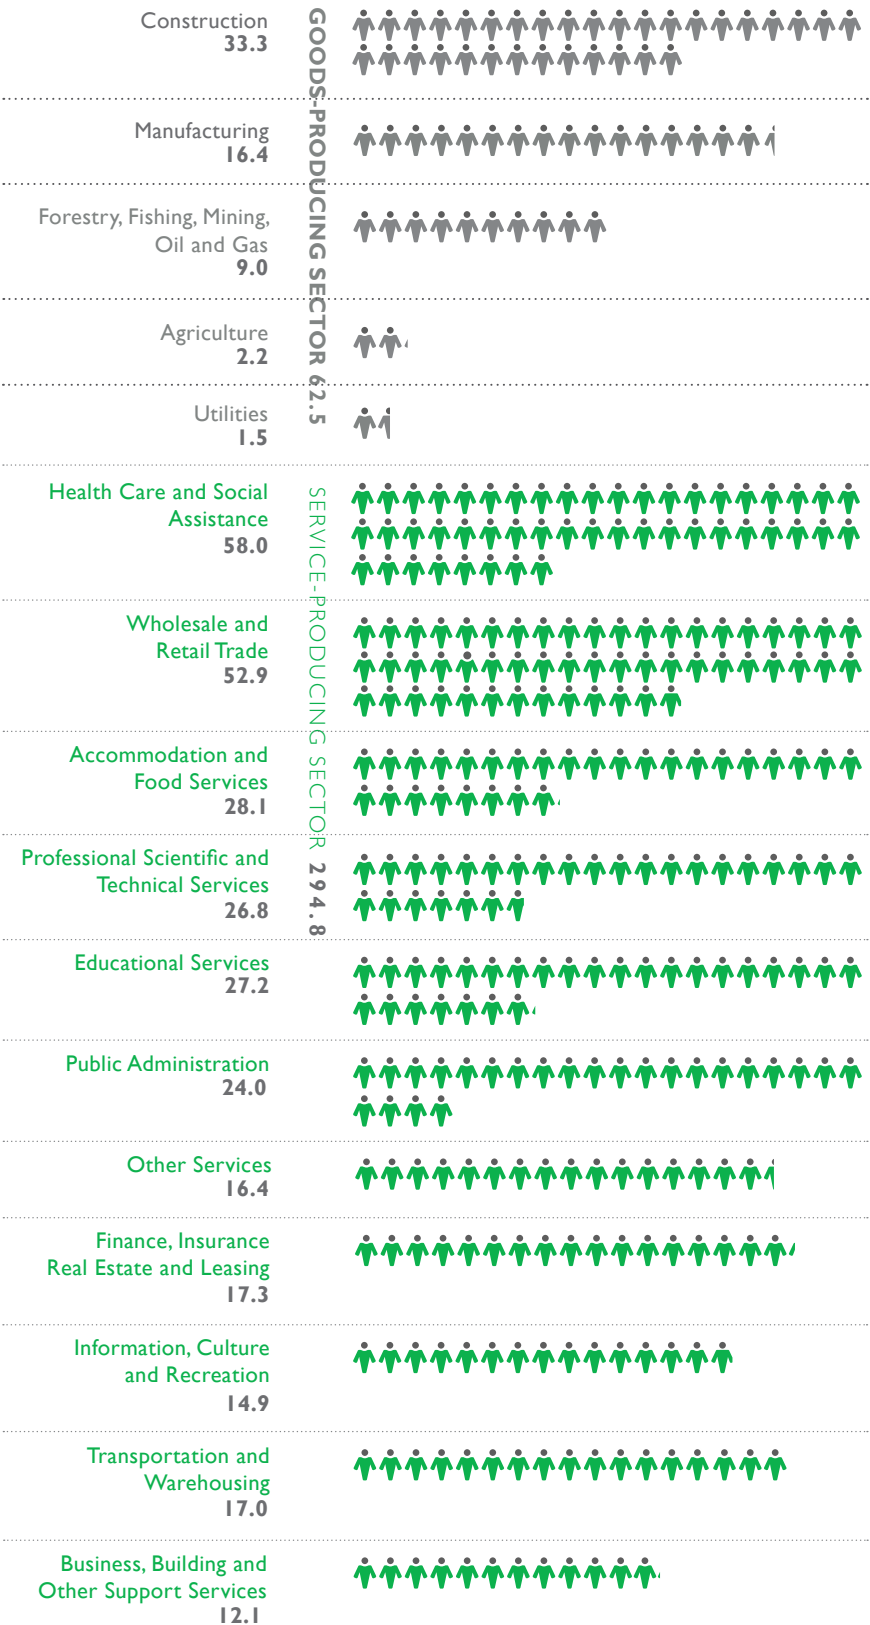 Construction
33.3
Manufacturing
16.4
Forestry, Fishing, Mining,
Oil and Gas
9.0
Agriculture
2.2
Utilities
1.5
GOODS-PRODUCING SECTOR 62.5
Health Care and Social
Assistance
58.0
Wholesale and
Retail Trade
52.9
Accommodation and
Food Services
28.1
Professional Scientific and
Technical Services
26.8
Educational Services
27.2
Public Administration
24.0
Other Services
16.4
Finance, Insurance
Real Estate and Leasing
17.3
Information, Culture
and Recreation
14.9
Transportation and
Warehousing
17.0
Business, Building and
Other Support Services
12.1
SERVICE-PRODUCING SECTOR 294.8